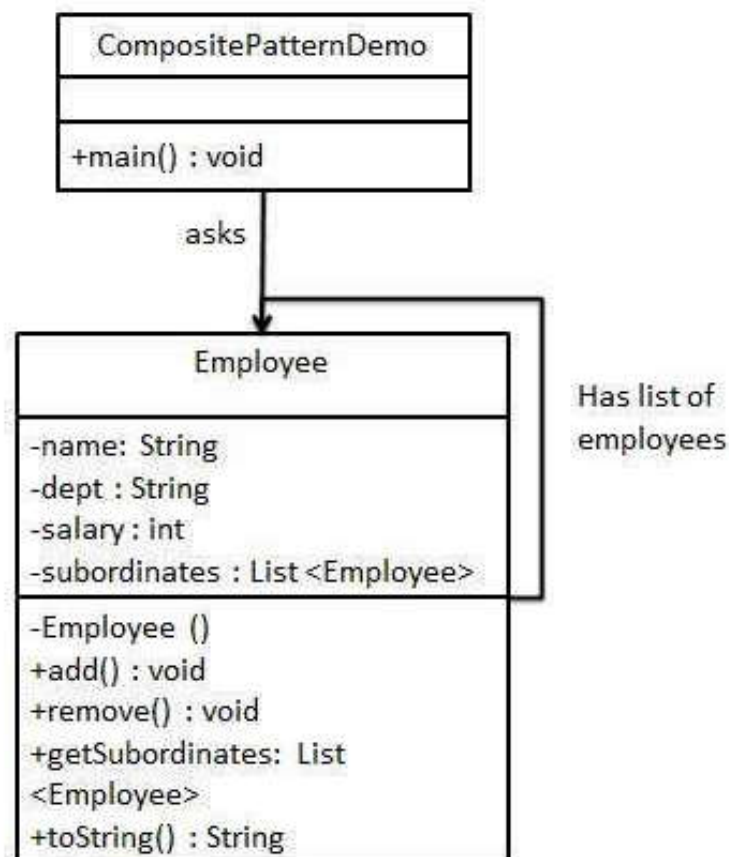 CompositePatternDemo
+main() : void
asks
Employee
Has list of
employees
-name: String
-dept : String
-salary : int
-subordinates : List <Employee>
-Employee ()
+add() : void
+remove() : void
+getSubordinates: List
<Employee>
+toString() : String